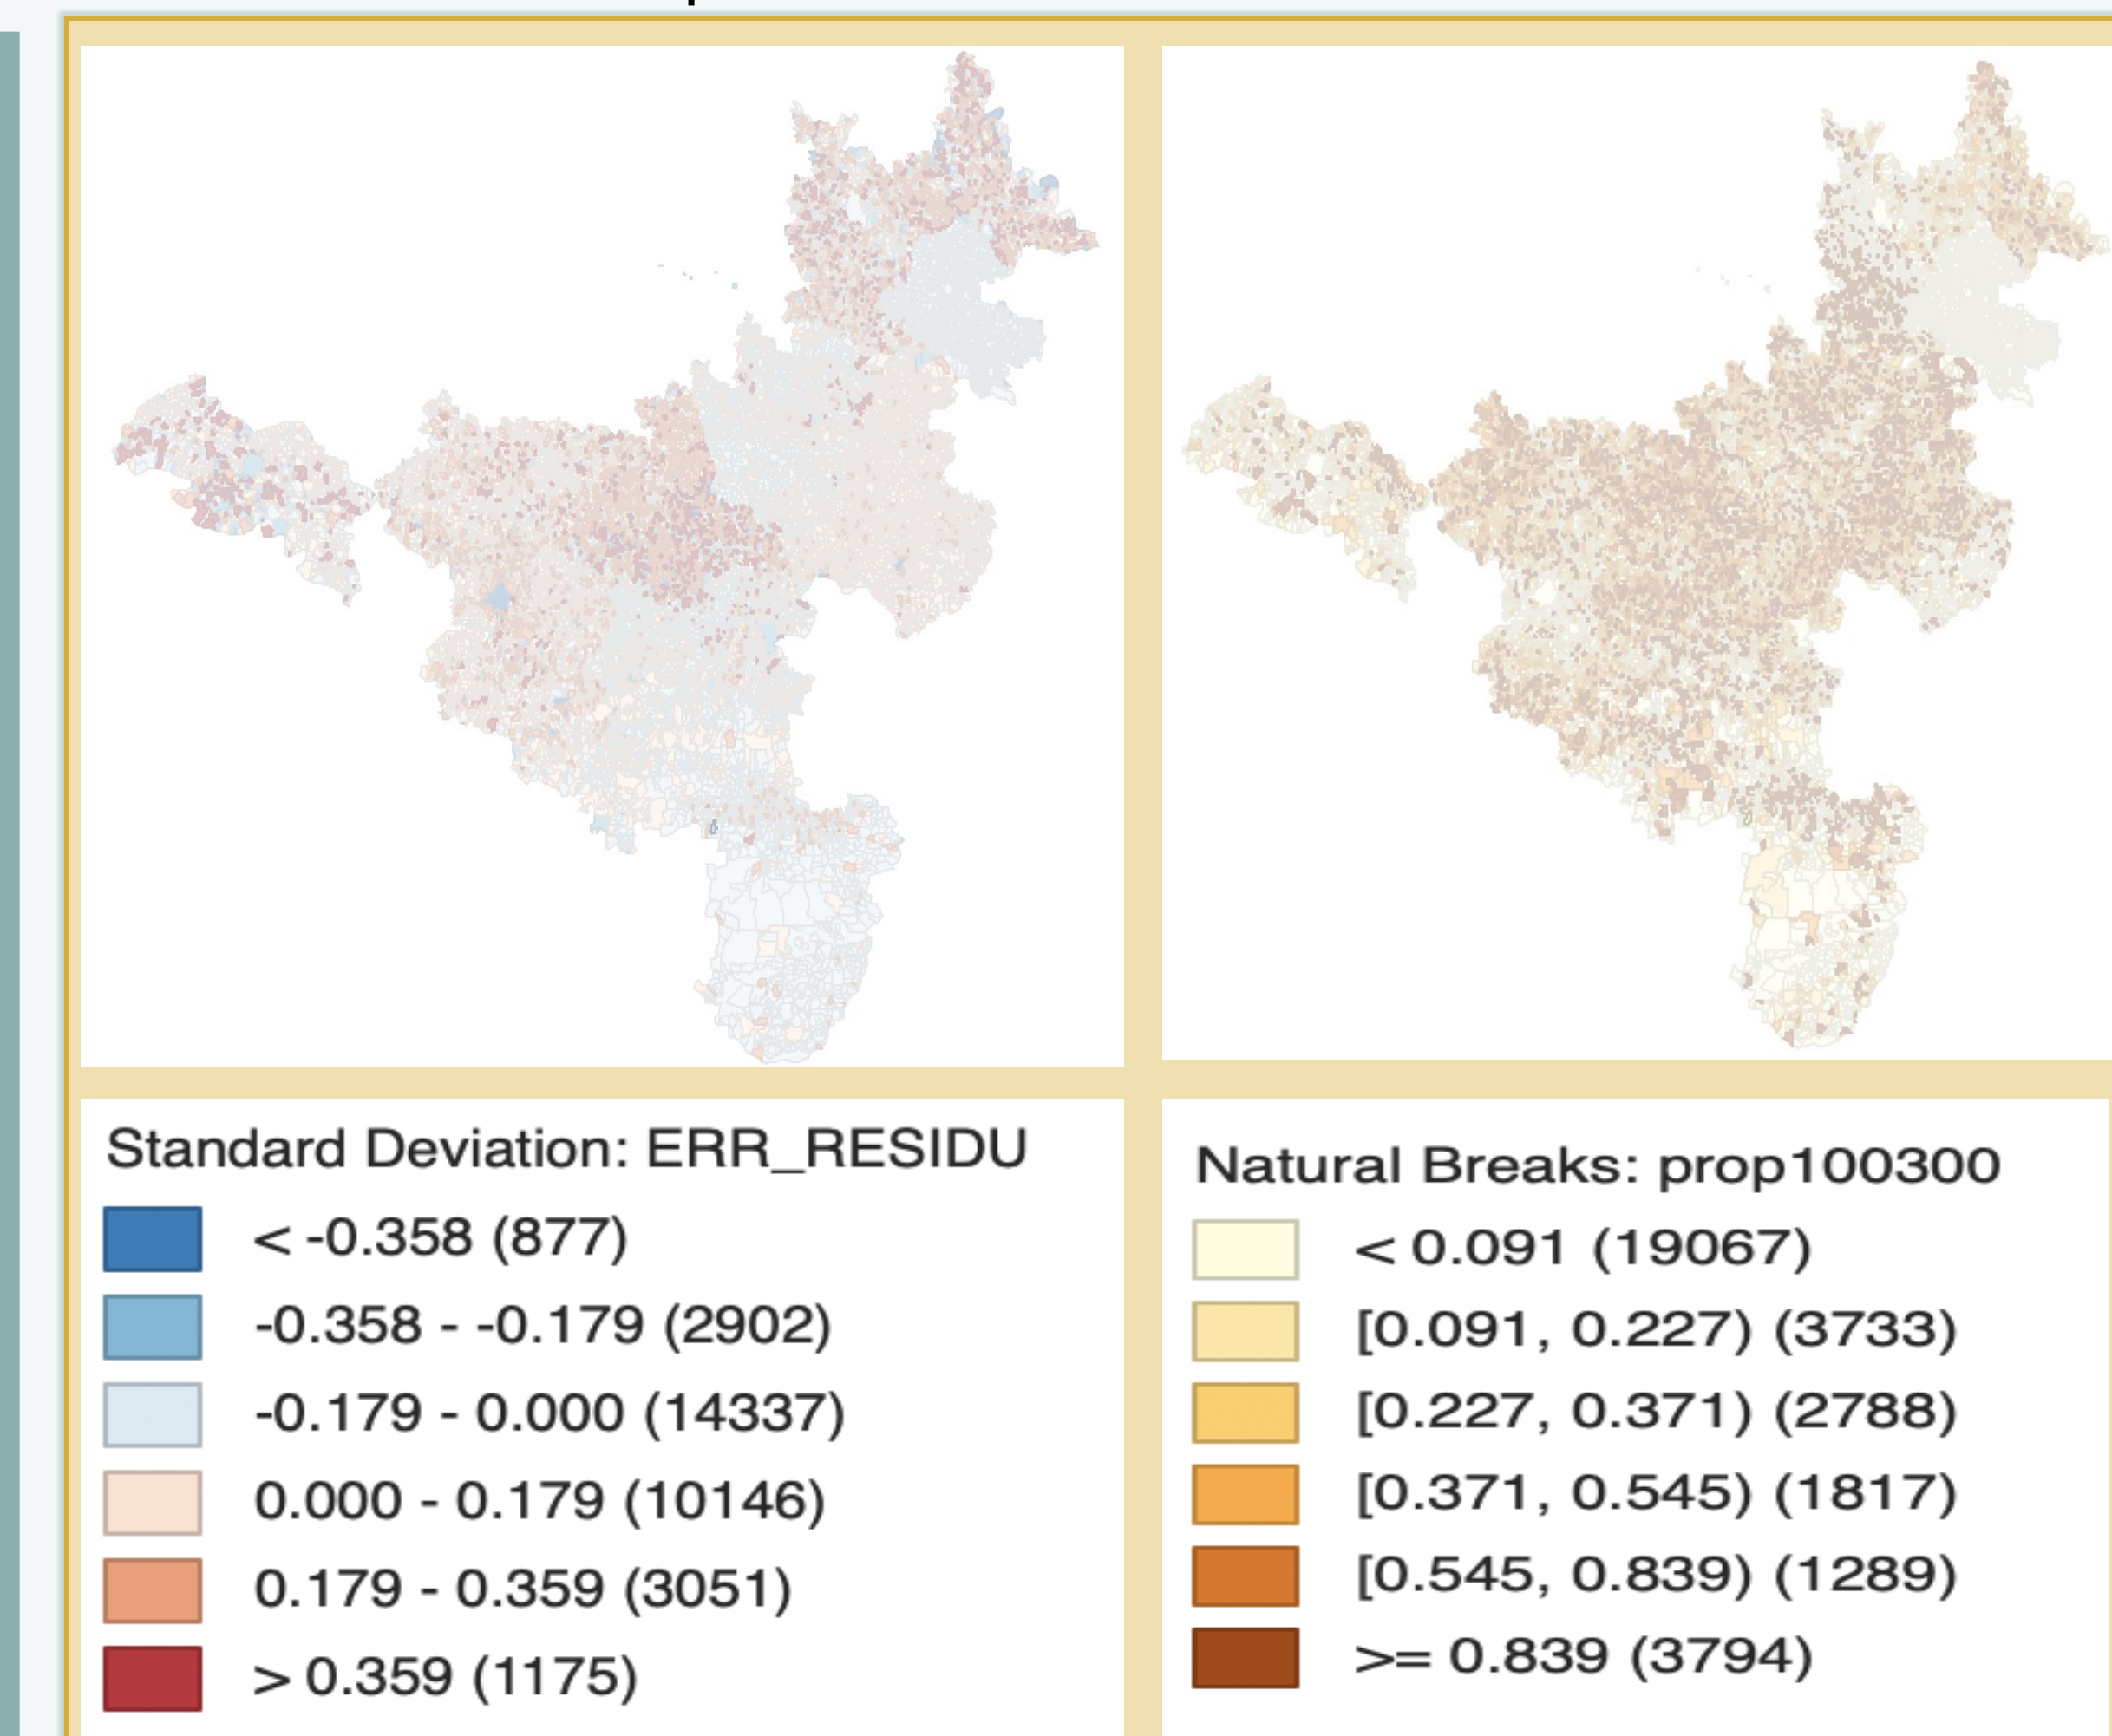 Standard Deviation: ERR_RESIDU
< -0.358 (877)
-0.358 - -0.179 (2902)
-0.179 - 0.000 (14337)
0.000 - 0.179 (10146)
0.179 - 0.359 (3051)
> 0.359 (1175)
Natural Breaks: prop100300
< 0.091 (19067)
[0.091, 0.227) (3733)
[0.227, 0.371) (2788)
[0.371, 0.545) (1817)
[0.545, 0.839) (1289)
>= 0.839 (3794)